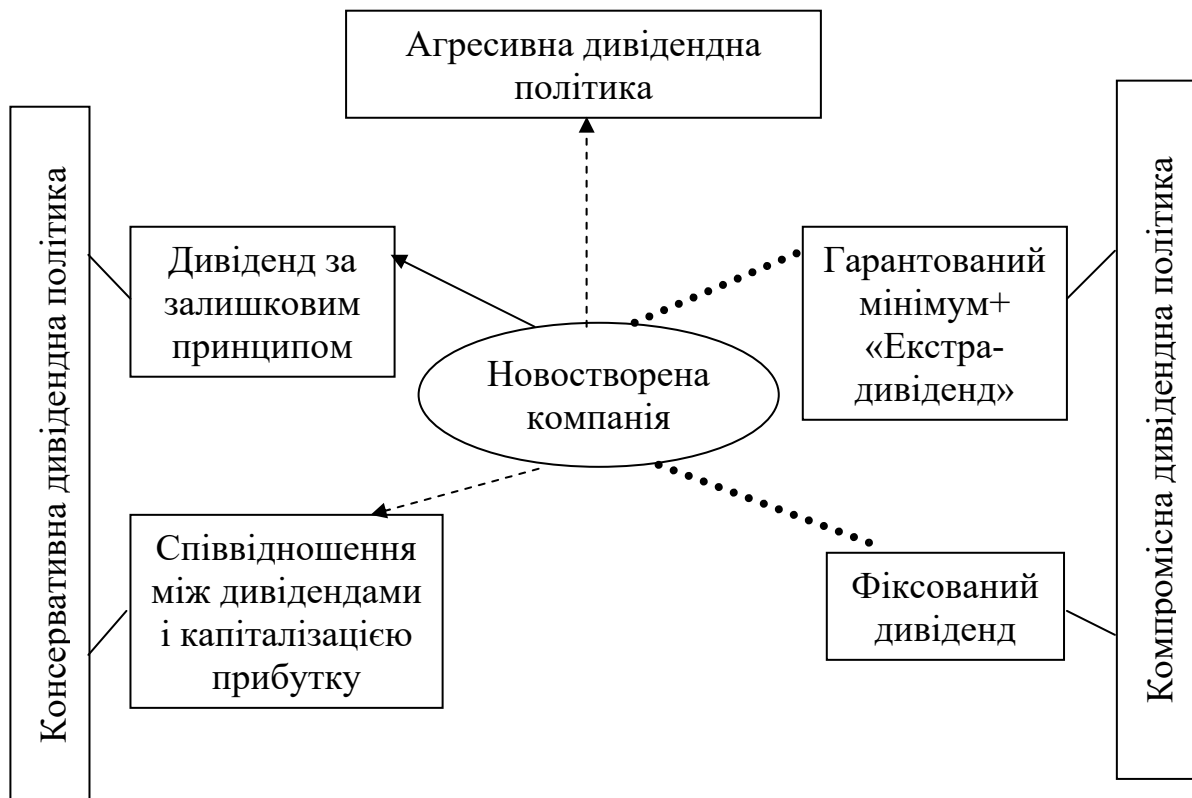 Агресивна дивідендна
політика
Консервативна дивідендна політика
Дивіденд за
залишковим
принципом
Новостворена
компанія
Гарантований
мінімум+
«Екстра-
дивіденд»
Компромісна дивідендна політика
Співвідношення
між дивідендами
і капіталізацією
прибутку
Фіксований
дивіденд